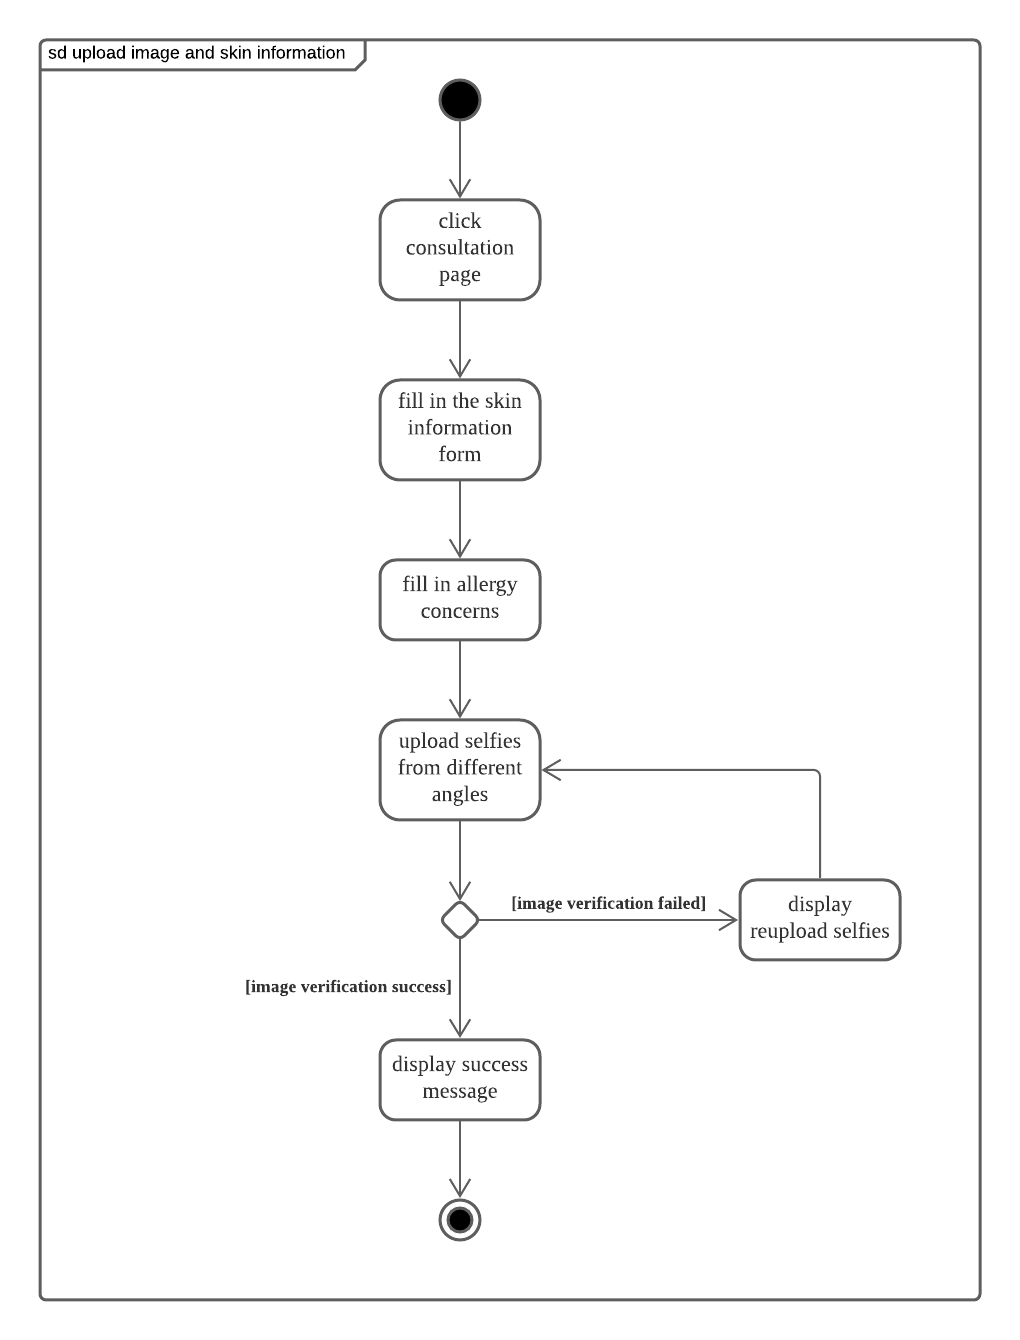 sd upload image and skin information
click
consultation
page
fill in the skin
information
form
fill in allergy
concerns
upload selfies
from different
angles
[image verification failed]
display
reupload selfies
[image verification success]
display success
message